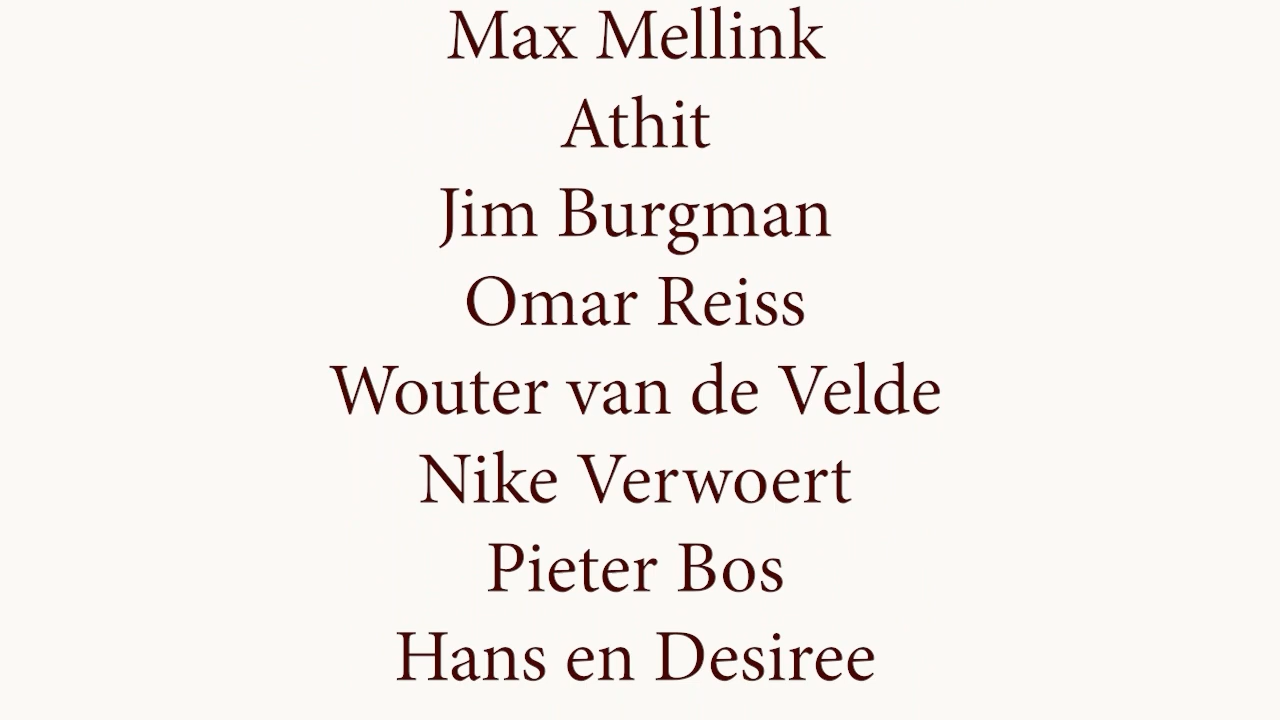 Max Mellink
Athit
Jim Burgman
Omar Reiss
Wouter van de Velde
Nike Verwoert
Pieter Bos
Hans en Desiree